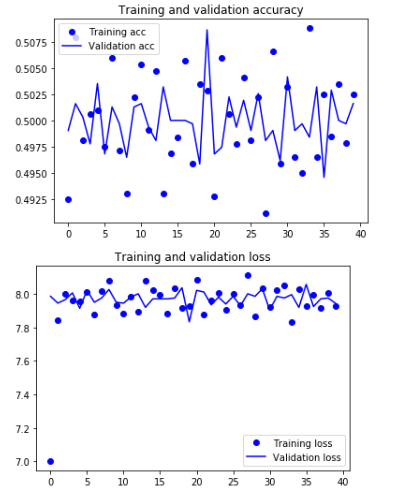 Training and validation accuracy
Training acc
Validation acc
0.5075
0.5050
0.5025
0.5000
0.4975
0.4950
0.4925
0 5 10 15 20 25 30 35 40
Training and validation loss
8.0
7.8
7.6
7.4
7.2
7.0
Training loss
Validation loss
0 5 10 15 20 25 30 35 40